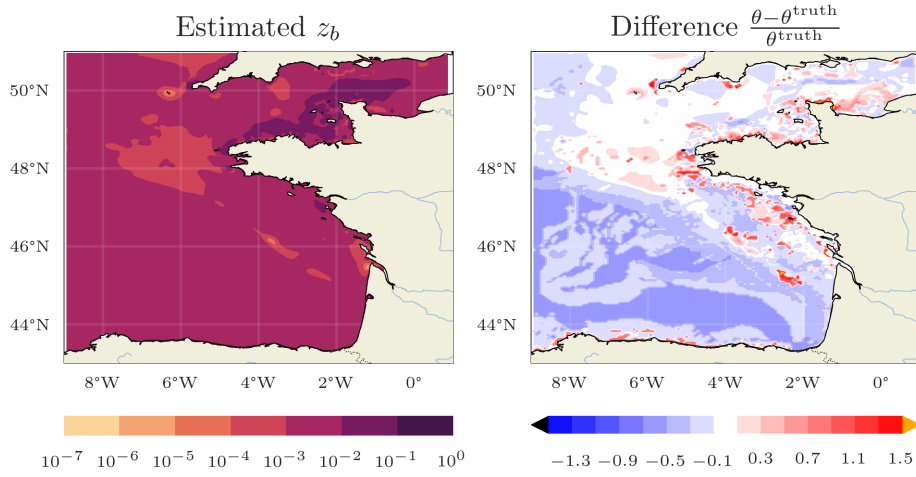 Estimated z_b
Difference \frac{\theta-\theta^{truth}}{\theta^{truth}}
50°N
48°N
46°N
44°N
8°W 6°W 4°W 2°W 0°
10^{-7} 10^{-6} 10^{-5} 10^{-4} 10^{-3} 10^{-2} 10^{-1} 10^{0}
50°N
48°N
46°N
44°N
8°W 6°W 4°W 2°W 0°
−1.3 −0.9 −0.5 −0.1 0.3 0.7 1.1 1.5